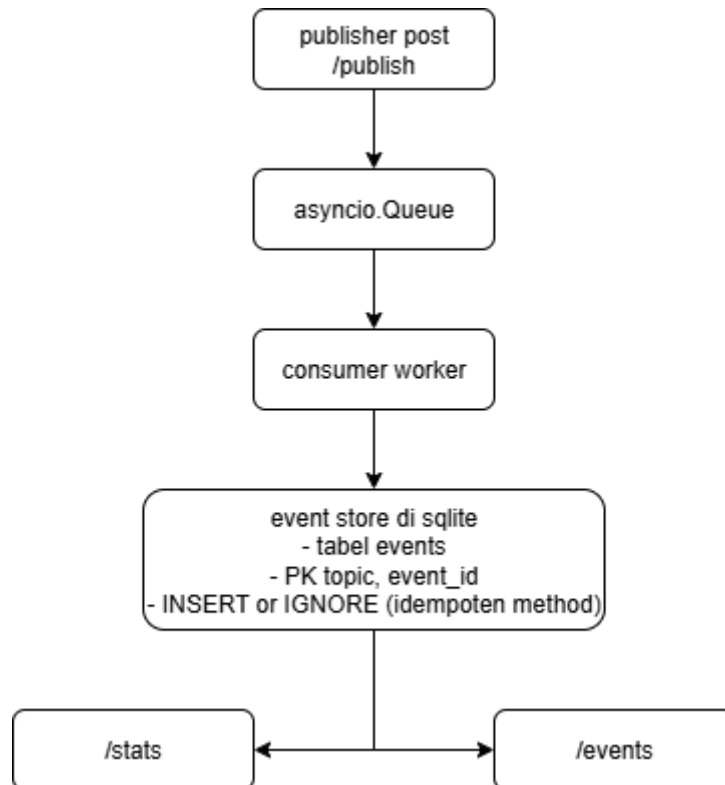 publisher post
/publish
asyncio.Queue
consumer worker
event store di sqlite
- tabel events
- PK topic, event_id
- INSERT or IGNORE (idempoten method)
/stats
/events